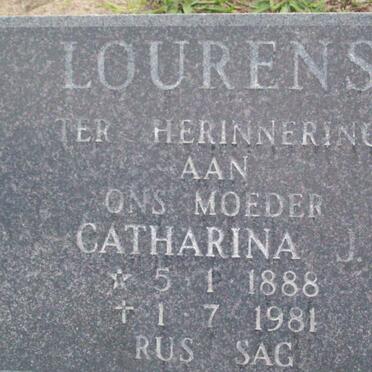 LOURENS
TER HERINNERING
AAN
ONS MOEDER
CATHARINA J.
☆ 5 1 1888
† 1 7 1981
RUS SAG